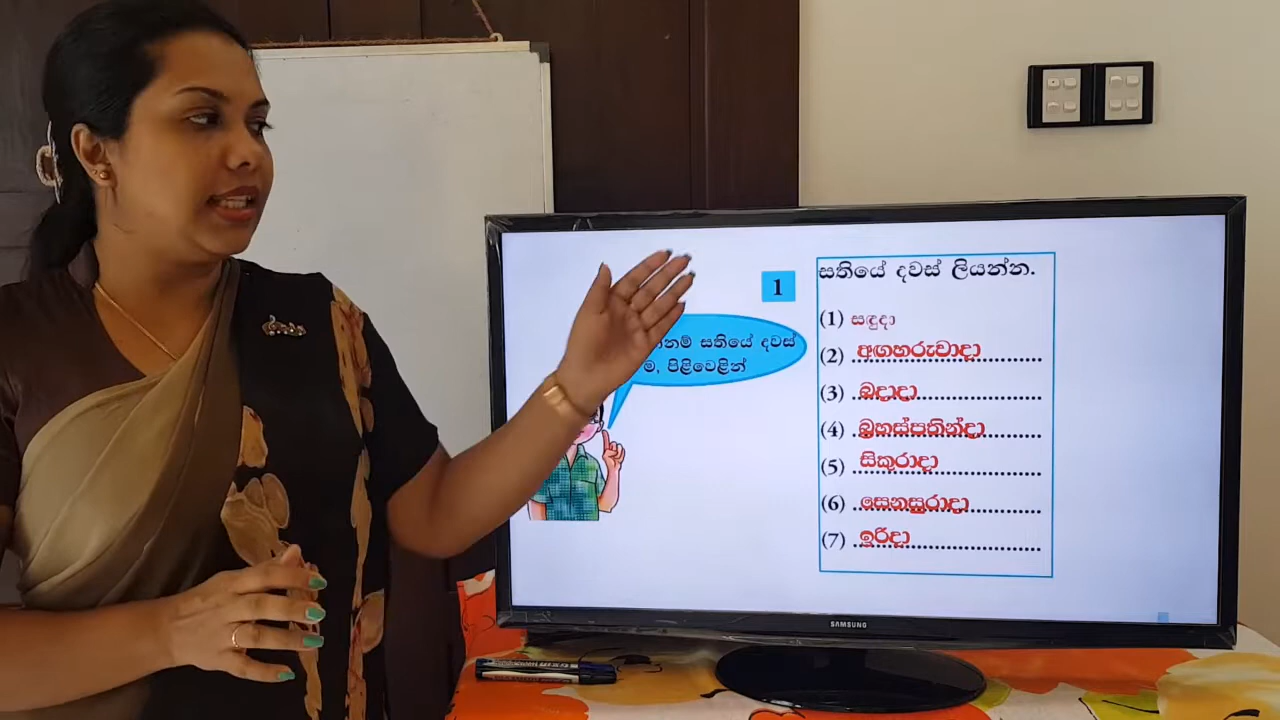 1
සතියේ දවස් ලියන්න.
සතියේ දවස්
ම, පිළිවෙළින්
(1) සඳුදා
(2) අඟහරුවාදා
(3) බදාදා
(4) බ්‍රහස්පතින්දා
(5) සිකුරාදා
(6) සෙනසුරාදා
(7) ඉරිදා
SAMSUNG